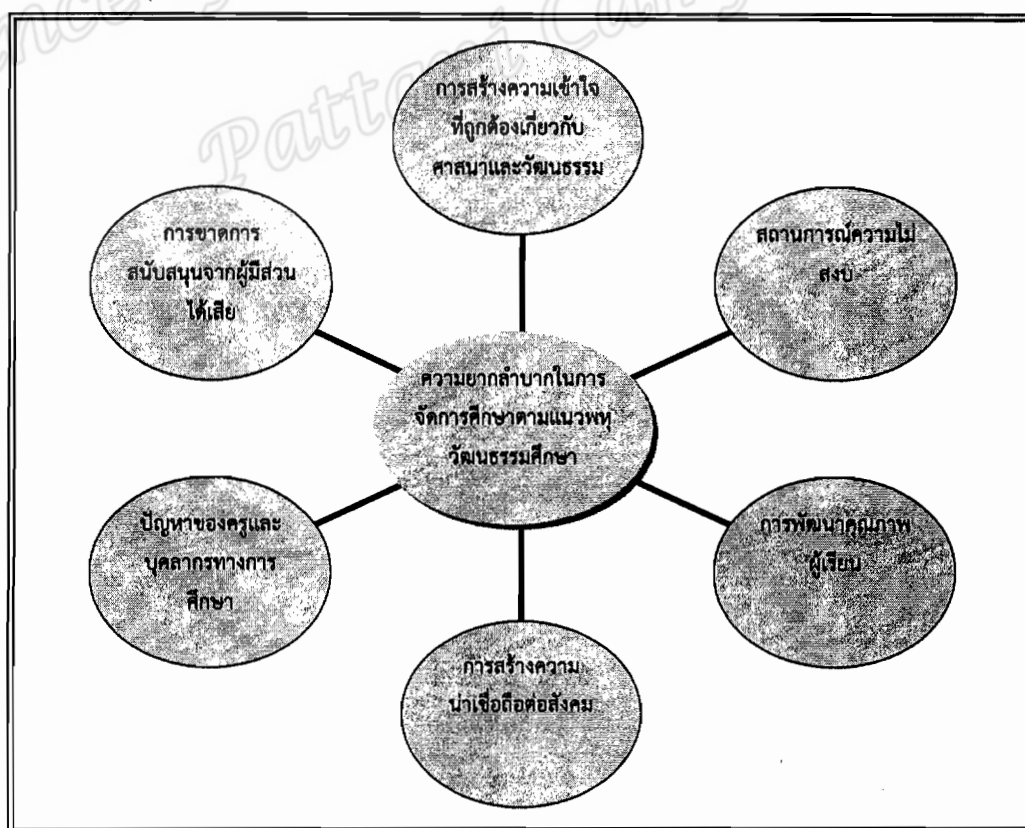 Pattani Cam
การสร้างความเข้าใจ
ที่ถูกต้องเกี่ยวกับ
ศาสนาและวัฒนธรรม
สถานการณ์ความไม่
สงบ
การขาดการ
สนับสนุนจากผู้มีส่วน
ได้เสีย
ความยากลำบากในการ
จัดการศึกษาตามแนวพหุ
วัฒนธรรมศึกษา
การพัฒนาคุณภาพ
ผู้เรียน
ปัญหาของครูและ
บุคลากรทางการ
ศึกษา
การสร้างความ
น่าเชื่อถือต่อสังคม